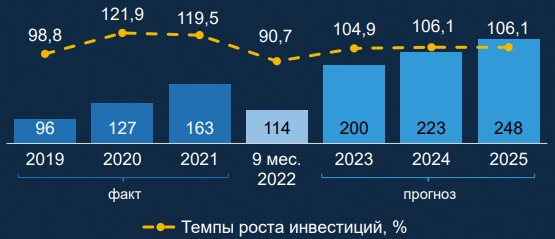 98,8 121,9 119,5 90,7 104,9 106,1 106,1
96 127 163 114 200 223 248
2019 2020 2021 9 мес. 2023 2024 2025
2022
факт прогноз
Темпы роста инвестиций, %